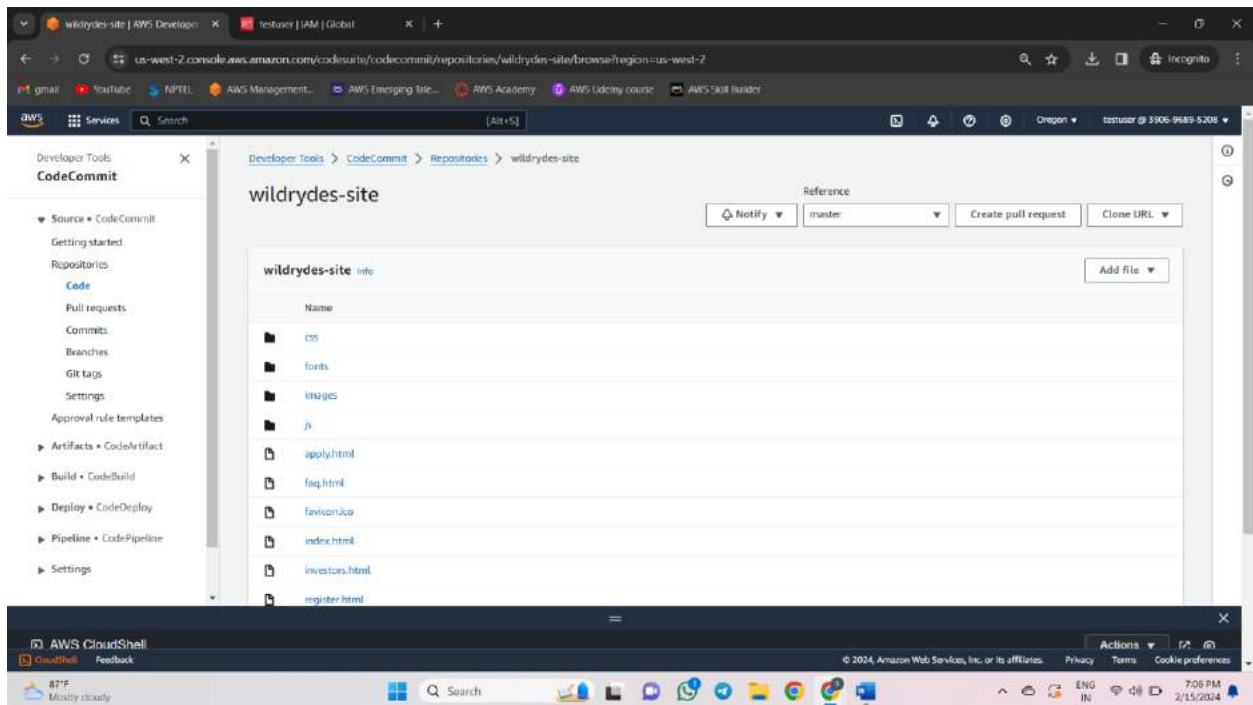 wildrydes-site | AWS Developer
testuser | IAM | Global
us-west-2.console.aws.amazon.com/codesuite/codecommit/repositories/wildrydes-site/browse?region=us-west-2
Incognito
gmail YouTube NPTEL AWS Management... AWS Emerging Tale... AWS Academy AWS Udemy course AWS Skill Builder
aws Services Search [Alt+S] Oregon testuser @ 3906-9689-5208
Developer Tools
CodeCommit
Source • CodeCommit
Getting started
Repositories
Code
Pull requests
Commits
Branches
Git tags
Settings
Approval rule templates
Artifacts • CodeArtifact
Build • CodeBuild
Deploy • CodeDeploy
Pipeline • CodePipeline
Settings
Developer Tools > CodeCommit > Repositories > wildrydes-site
wildrydes-site
Reference
Notify master Create pull request Clone URL
wildrydes-site Info Add file
Name
css
fonts
images
js
apply.html
faq.html
favicon.ico
index.html
investors.html
register.html
AWS CloudShell
Actions
CloudShell Feedback © 2024, Amazon Web Services, Inc. or its affiliates. Privacy Terms Cookie preferences
87°F
Mostly cloudy
Search
ENG
IN
7:06 PM
2/15/2024